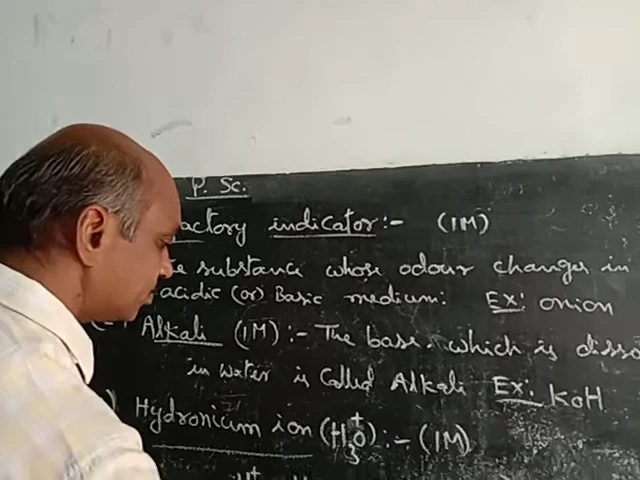 P. Sc.
actory indicator:- (1M)
substance whose odour changes in
acidic (or) Basic medium: Ex: onion
Alkali (1M):- The base, which is disso
in water is called Alkali Ex: KOH
Hydronium ion (H₃O⁺):- (1M)
H⁺